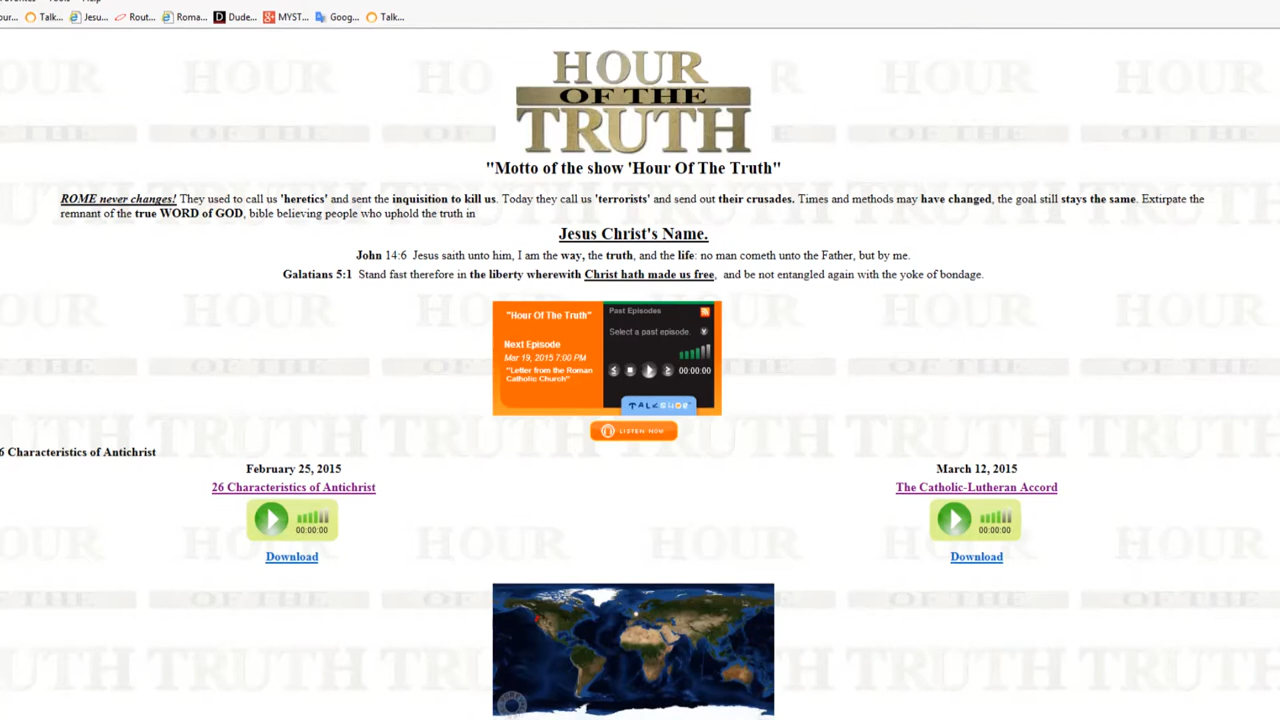 Talk... Jesu... Rout... Roma... Dude... MYST... Goog... Talk...
HOUR
OF THE
TRUTH
"Motto of the show 'Hour Of The Truth"
ROME never changes! They used to call us 'heretics' and sent the inquisition to kill us. Today they call us 'terrorists' and send out their crusades. Times and methods may have changed, the goal still stays the same. Extirpate the
remnant of the true WORD of GOD, bible believing people who uphold the truth in
Jesus Christ's Name.
John 14:6 Jesus saith unto him, I am the way, the truth, and the life: no man cometh unto the Father, but by me.
Galatians 5:1 Stand fast therefore in the liberty wherewith Christ hath made us free, and be not entangled again with the yoke of bondage.
"Hour Of The Truth"
Next Episode
Mar 19, 2015 7:00 PM
"Letter from the Roman
Catholic Church"
Past Episodes
Select a past episode.
00:00:00
TALKSHOE
LISTEN NOW
6 Characteristics of Antichrist
February 25, 2015
26 Characteristics of Antichrist
00:00:00
Download
March 12, 2015
The Catholic-Lutheran Accord
00:00:00
Download